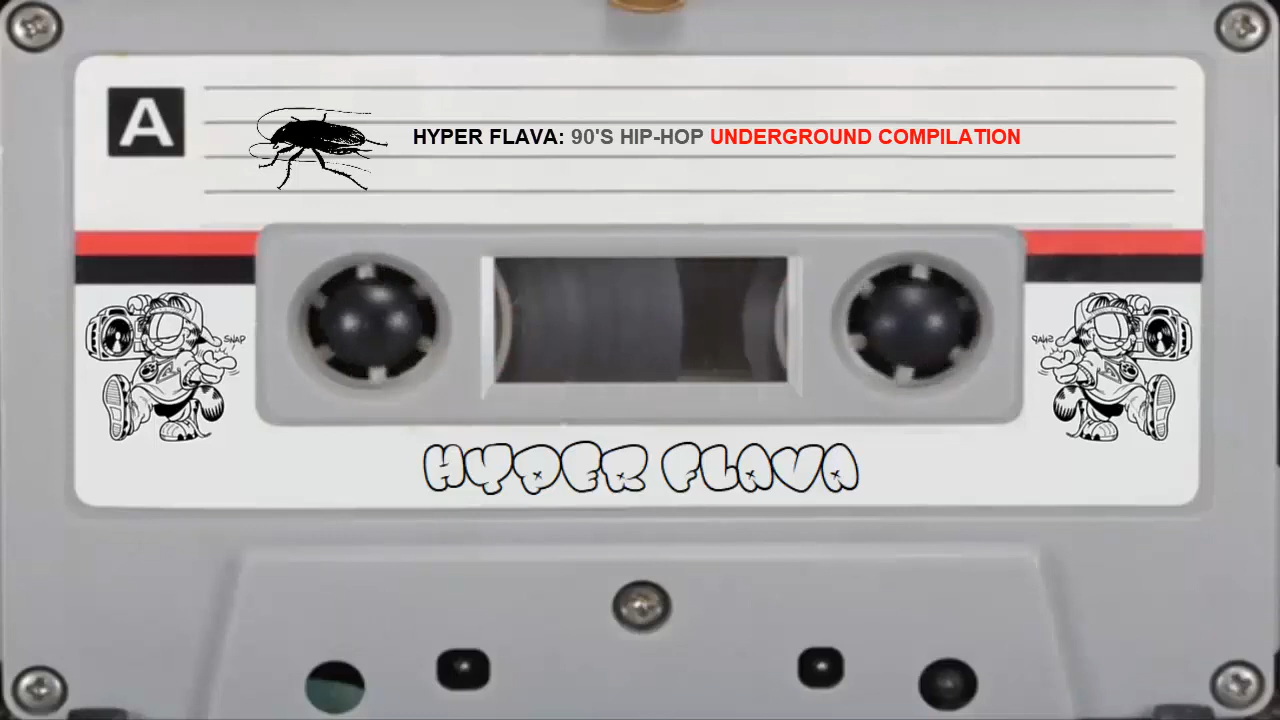 A
HYPER FLAVA: 90'S HIP-HOP UNDERGROUND COMPILATION
SNAP
SNAP
HYPER FLAVA